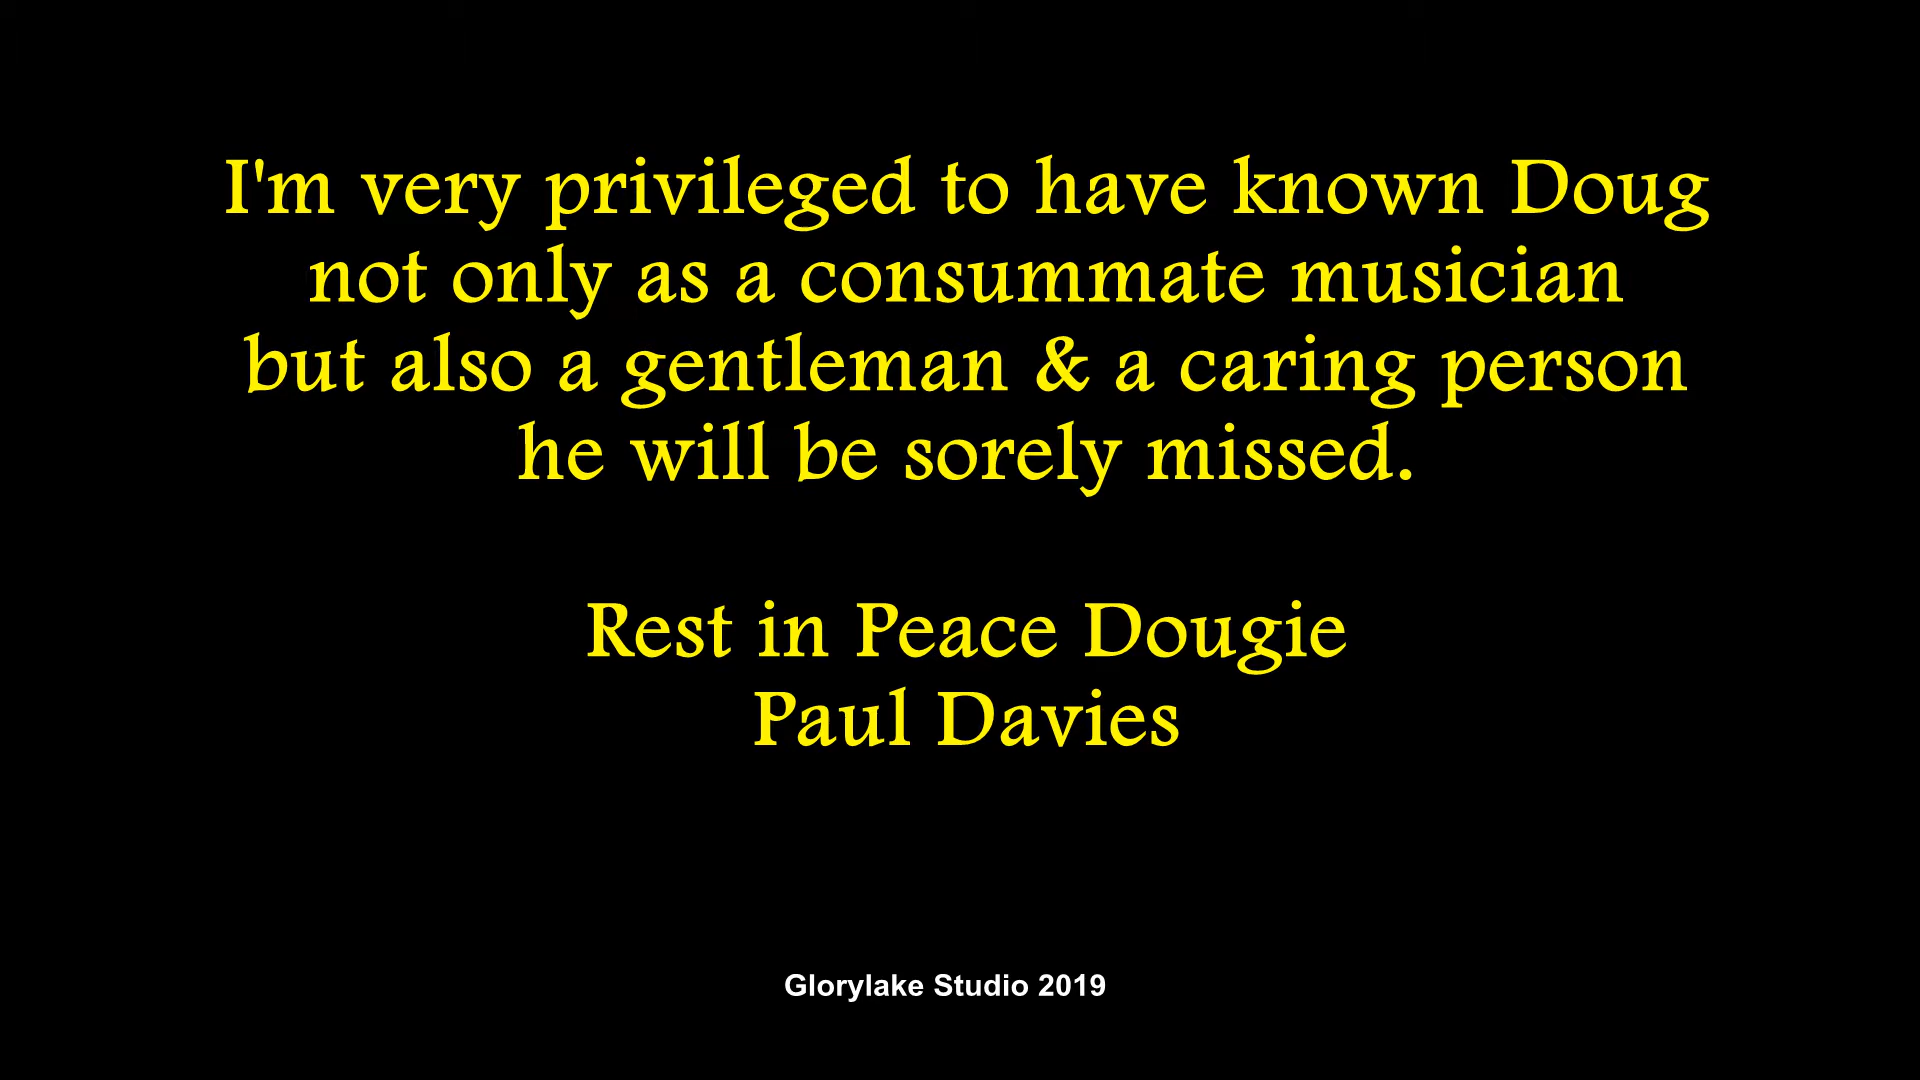 I'm very privileged to have known Doug
not only as a consummate musician
but also a gentleman & a caring person
he will be sorely missed.
Rest in Peace Dougie
Paul Davies
Glorylake Studio 2019